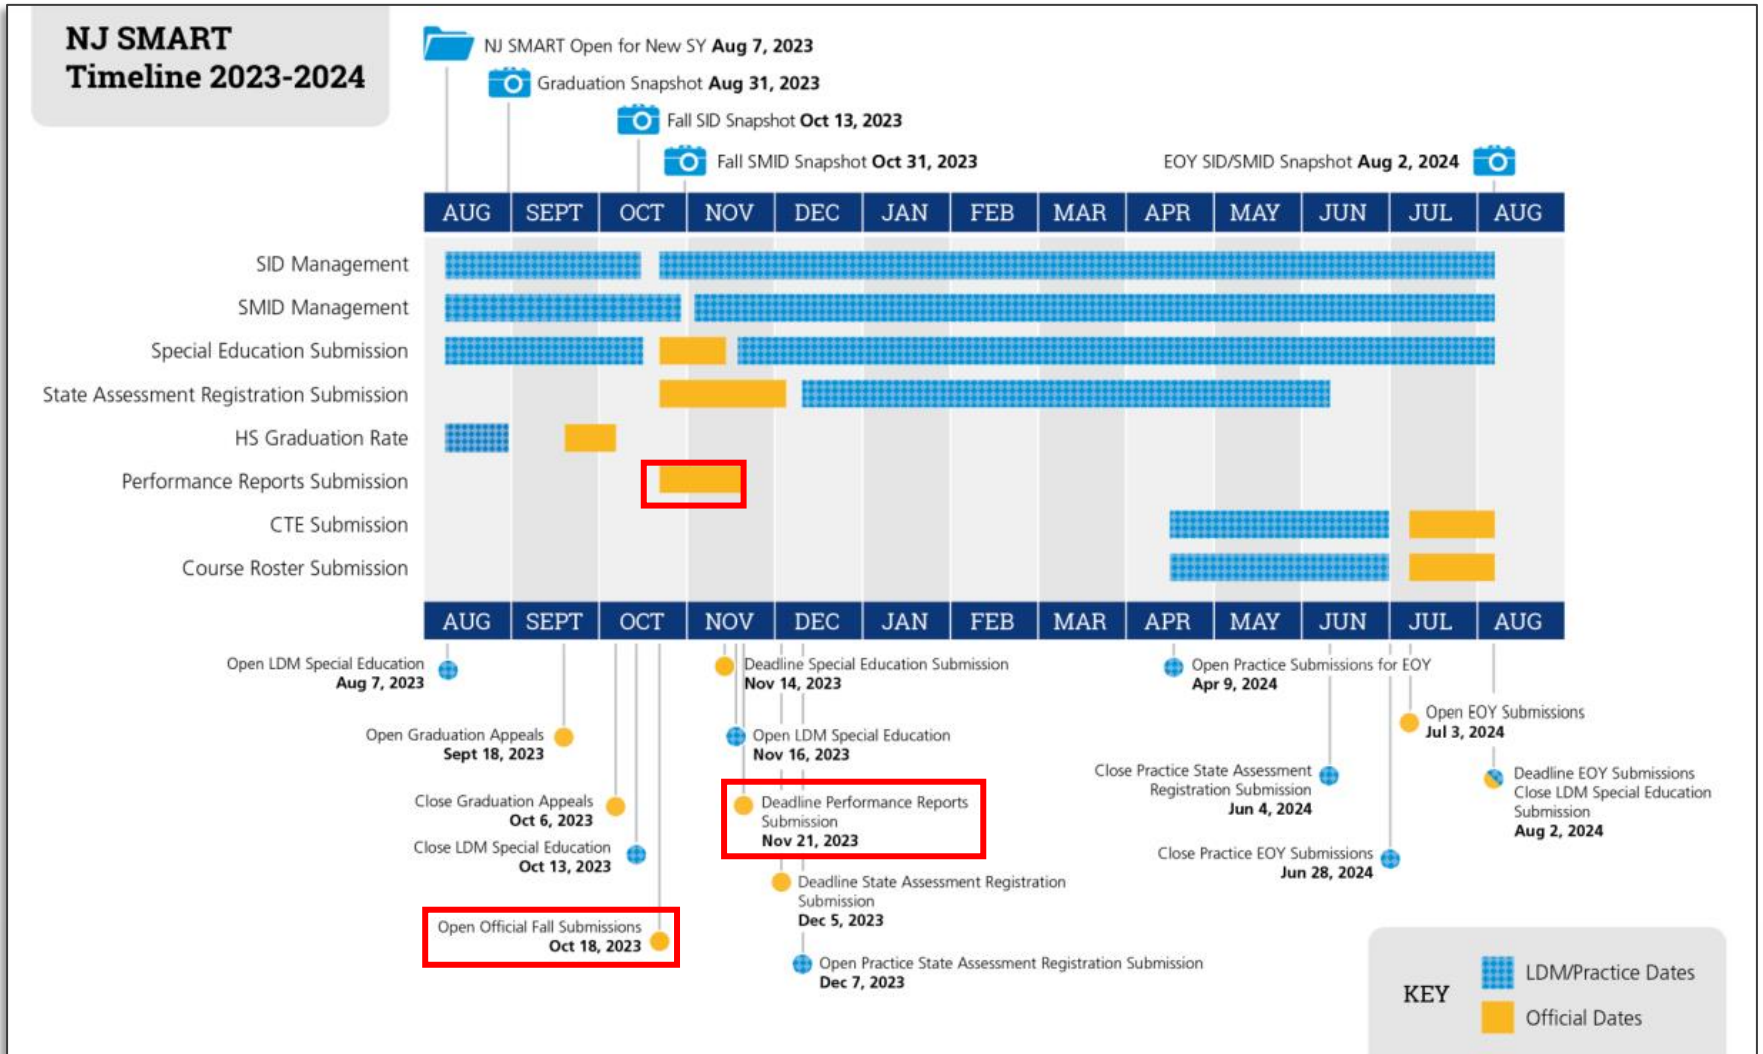 NJ SMART
Timeline 2023-2024
NJ SMART Open for New SY Aug 7, 2023
Graduation Snapshot Aug 31, 2023
Fall SID Snapshot Oct 13, 2023
Fall SMID Snapshot Oct 31, 2023
EOY SID/SMID Snapshot Aug 2, 2024
AUG SEPT OCT NOV DEC JAN FEB MAR APR MAY JUN JUL AUG
SID Management
SMID Management
Special Education Submission
State Assessment Registration Submission
HS Graduation Rate
Performance Reports Submission
CTE Submission
Course Roster Submission
AUG SEPT OCT NOV DEC JAN FEB MAR APR MAY JUN JUL AUG
Open LDM Special Education
Aug 7, 2023
Open Graduation Appeals
Sept 18, 2023
Close Graduation Appeals
Oct 6, 2023
Close LDM Special Education
Oct 13, 2023
Open Official Fall Submissions
Oct 18, 2023
Deadline Special Education Submission
Nov 14, 2023
Open LDM Special Education
Nov 16, 2023
Deadline Performance Reports
Submission
Nov 21, 2023
Deadline State Assessment Registration
Submission
Dec 5, 2023
Open Practice State Assessment Registration Submission
Dec 7, 2023
Open Practice Submissions for EOY
Apr 9, 2024
Close Practice State Assessment
Registration Submission
Jun 4, 2024
Close Practice EOY Submissions
Jun 28, 2024
Open EOY Submissions
Jul 3, 2024
Deadline EOY Submissions
Close LDM Special Education
Submission
Aug 2, 2024
KEY
LDM/Practice Dates
Official Dates